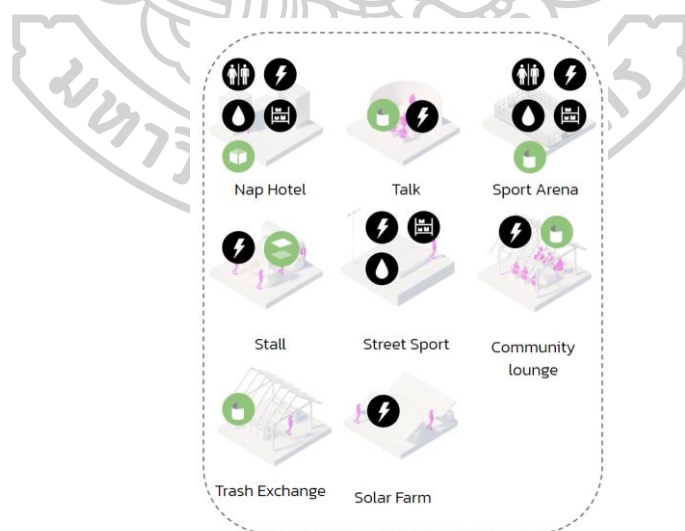 Nap Hotel
Talk
Sport Arena
Stall
Street Sport
Community
lounge
Trash Exchange
Solar Farm